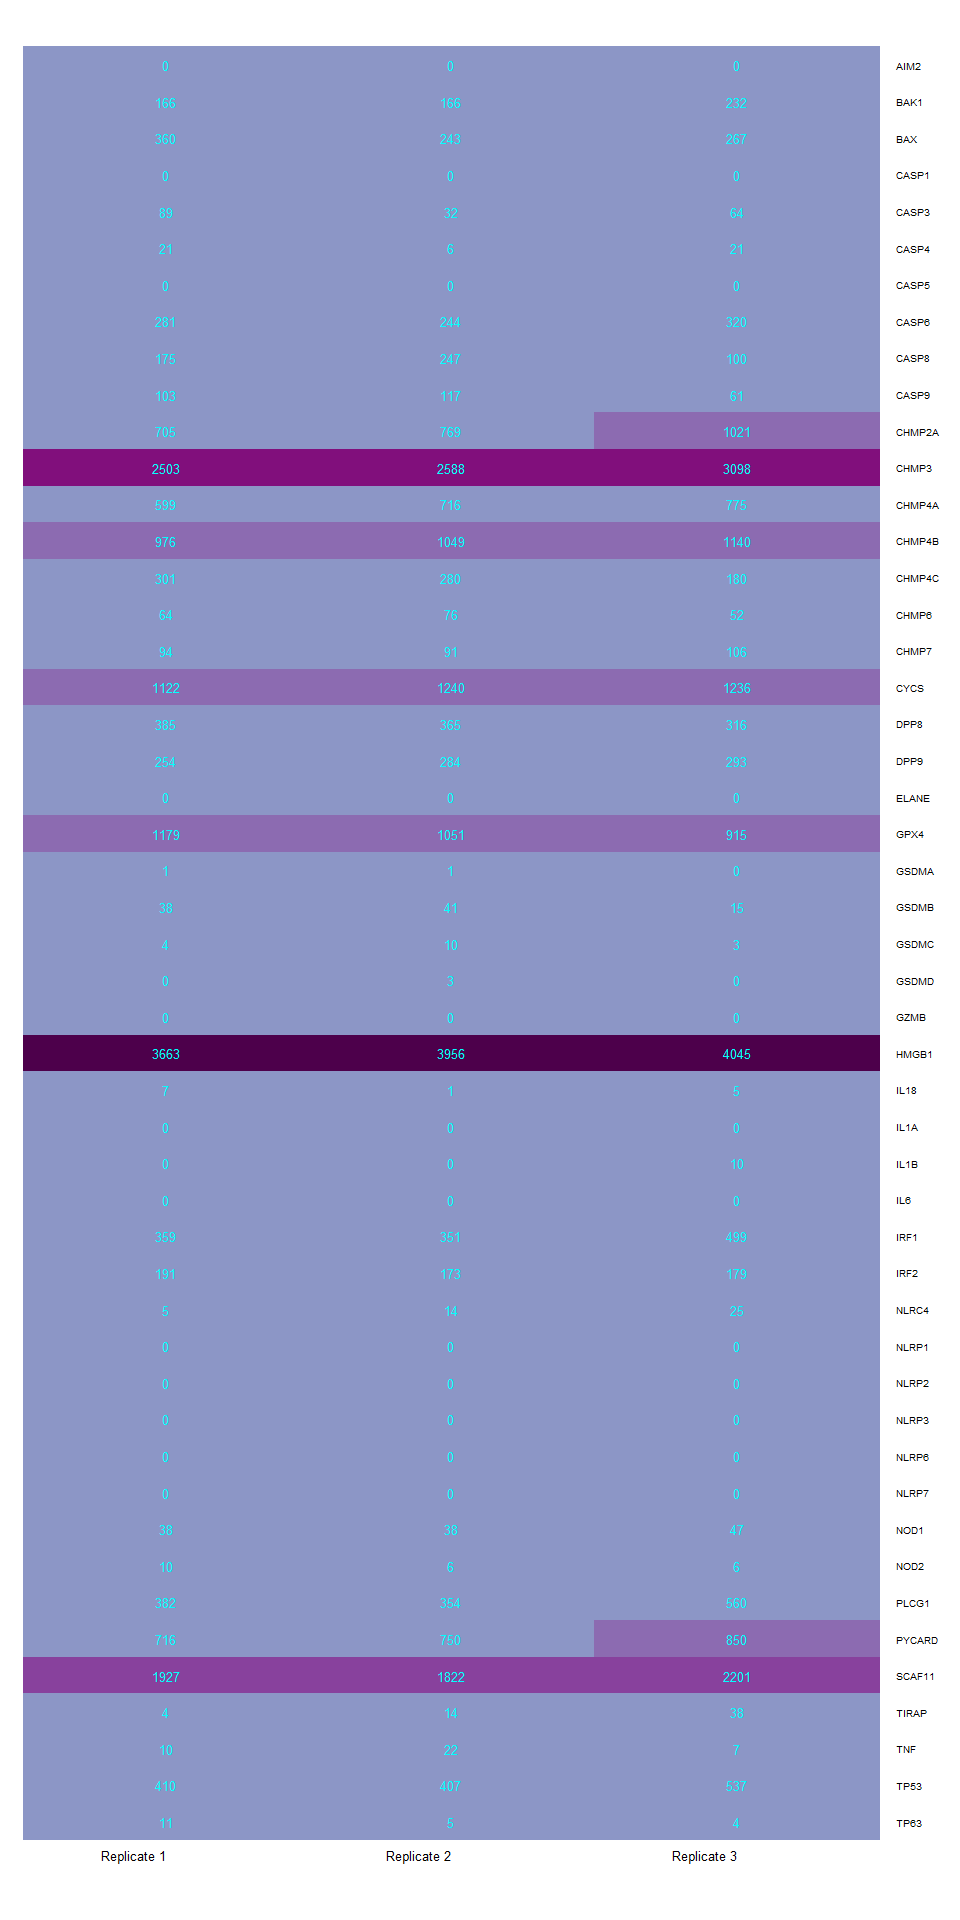 0 0 0 AIM2
166 166 232 BAK1
360 243 267 BAX
0 0 0 CASP1
89 32 64 CASP3
21 6 21 CASP4
0 0 0 CASP5
281 244 320 CASP6
175 247 100 CASP8
103 117 61 CASP9
705 769 1021 CHMP2A
2503 2588 3098 CHMP3
599 716 775 CHMP4A
976 1049 1140 CHMP4B
301 280 180 CHMP4C
64 76 52 CHMP6
94 91 106 CHMP7
1122 1240 1236 CYCS
385 365 316 DPP8
254 284 293 DPP9
0 0 0 ELANE
1179 1051 915 GPX4
1 1 0 GSDMA
38 41 15 GSDMB
4 10 3 GSDMC
0 3 0 GSDMD
0 0 0 GZMB
3663 3956 4045 HMGB1
7 1 5 IL18
0 0 0 IL1A
0 0 10 IL1B
0 0 0 IL6
359 351 499 IRF1
191 173 179 IRF2
5 14 25 NLRC4
0 0 0 NLRP1
0 0 0 NLRP2
0 0 0 NLRP3
0 0 0 NLRP6
0 0 0 NLRP7
38 38 47 NOD1
10 6 6 NOD2
382 354 560 PLCG1
716 750 850 PYCARD
1927 1822 2201 SCAF11
4 14 38 TIRAP
10 22 7 TNF
410 407 537 TP53
11 5 4 TP63
Replicate 1 Replicate 2 Replicate 3